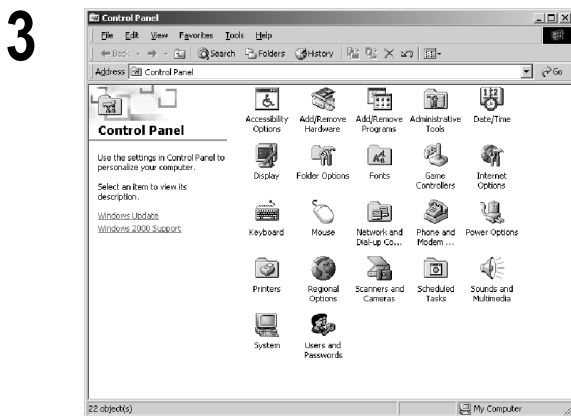 3
Control Panel
File Edit View Favorites Tools Help
Back Search Folders History
Address Control Panel Go
Control Panel
Use the settings in Control Panel to
personalize your computer.
Select an item to view its
description.
Windows Update
Windows 2000 Support
Accessibility Options
Add/Remove Hardware
Add/Remove Programs
Administrative Tools
Date/Time
Display
Folder Options
Fonts
Game Controllers
Internet Options
Keyboard
Mouse
Network and Dial-up Co...
Phone and Modem ...
Power Options
Printers
Regional Options
Scanners and Cameras
Scheduled Tasks
Sounds and Multimedia
System
Users and Passwords
22 object(s)
My Computer